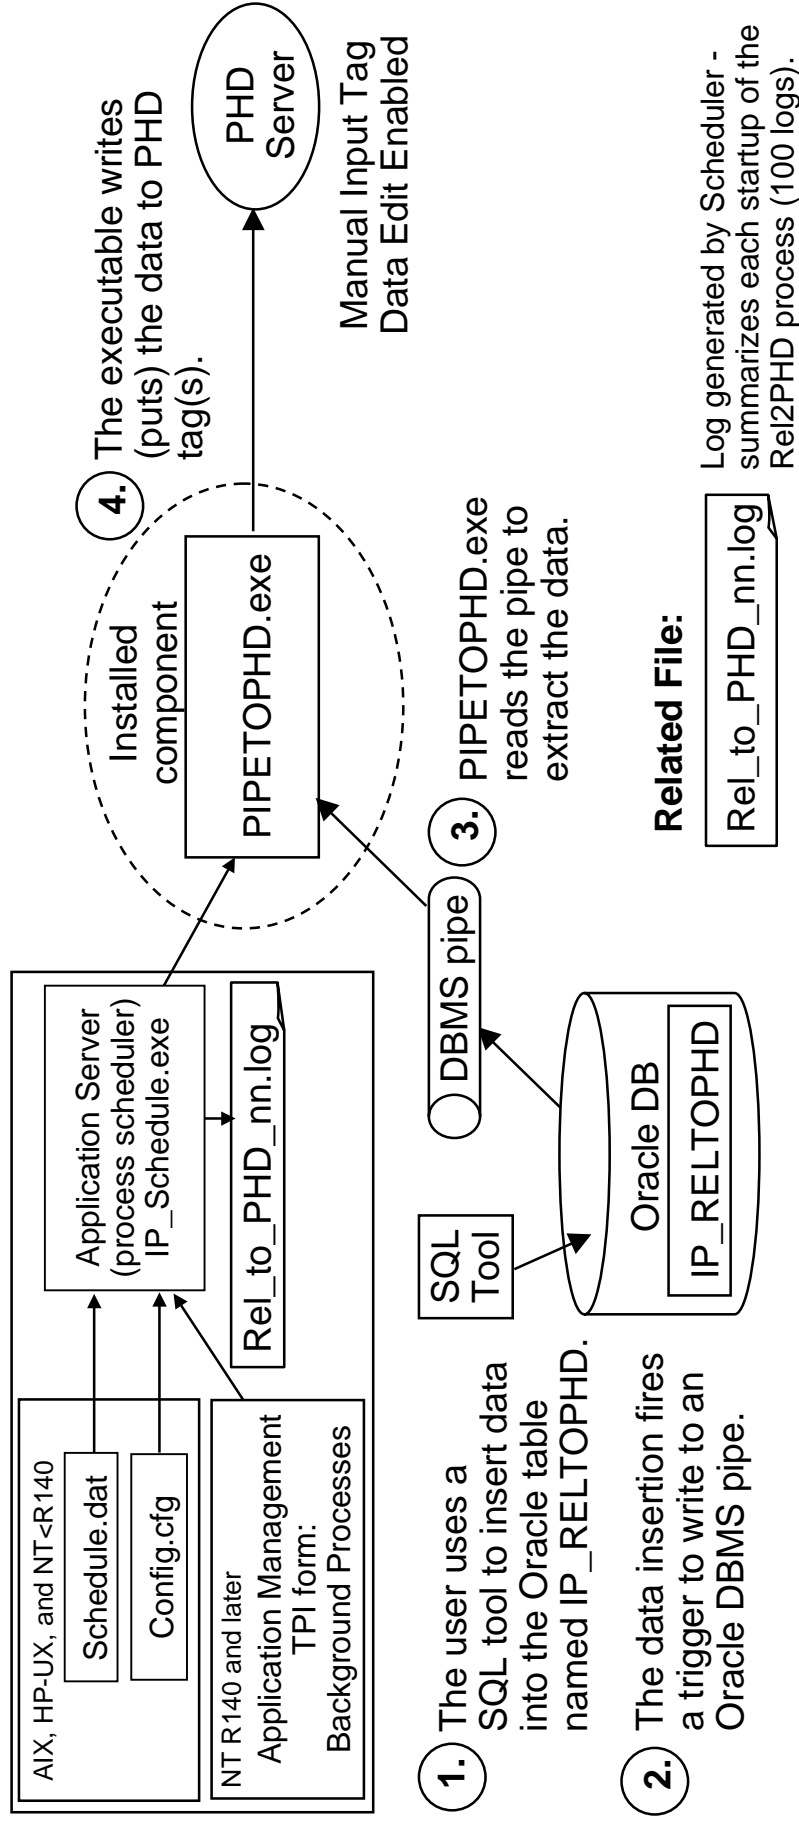 AIX, HP-UX, and NT<R140
Schedule.dat
Config.cfg
NT R140 and later
Application Management
TPI form:
Background Processes
Application Server
(process scheduler)
IP_Schedule.exe
Rel_to_PHD_nn.log
Installed
component
PIPETOPHD.exe
4.
The executable writes
(puts) the data to PHD
tag(s).
PHD
Server
Manual Input Tag
Data Edit Enabled
1.
The user uses a
SQL tool to insert data
into the Oracle table
named IP_RELTOPHD.
SQL
Tool
2.
The data insertion fires
a trigger to write to an
Oracle DBMS pipe.
Oracle DB
IP_RELTOPHD
DBMS pipe
3.
PIPETOPHD.exe
reads the pipe to
extract the data.
Related File:
Rel_to_PHD_nn.log
Log generated by Scheduler -
summarizes each startup of the
Rel2PHD process (100 logs).